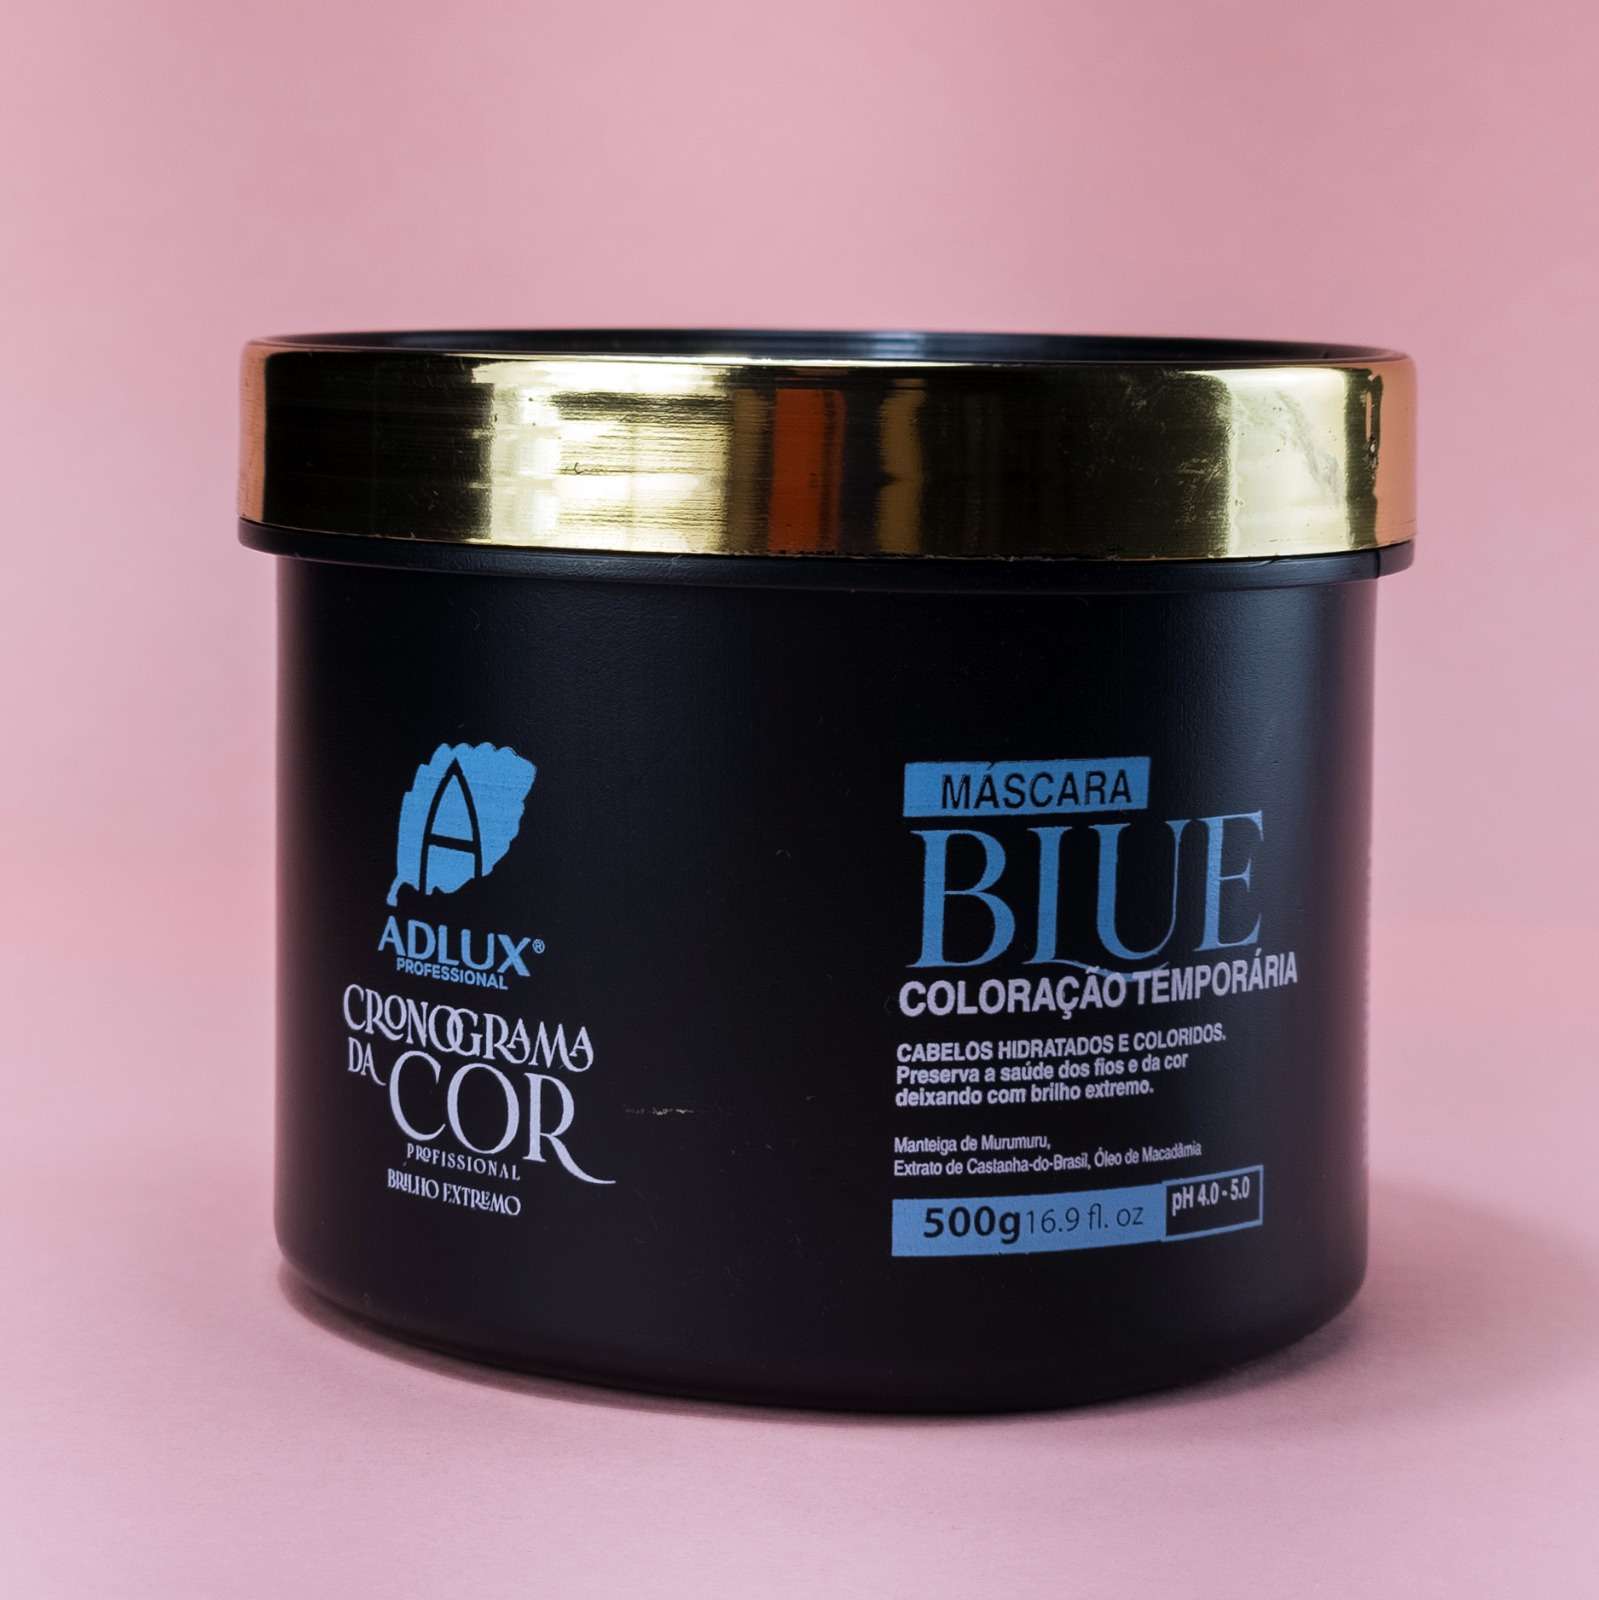 A
ADLUX®
PROFESSIONAL
CRONOGRAMA
DA COR
PROFISSIONAL
BRILHO EXTREMO
MÁSCARA
BLUE
COLORAÇÃO TEMPORÁRIA
CABELOS HIDRATADOS E COLORIDOS.
Preserva a saúde dos fios e da cor
deixando com brilho extremo.
Manteiga de Murumuru,
Extrato de Castanha-do-Brasil, Óleo de Macadâmia
500g 16.9 fl. oz
pH 4.0 - 5.0